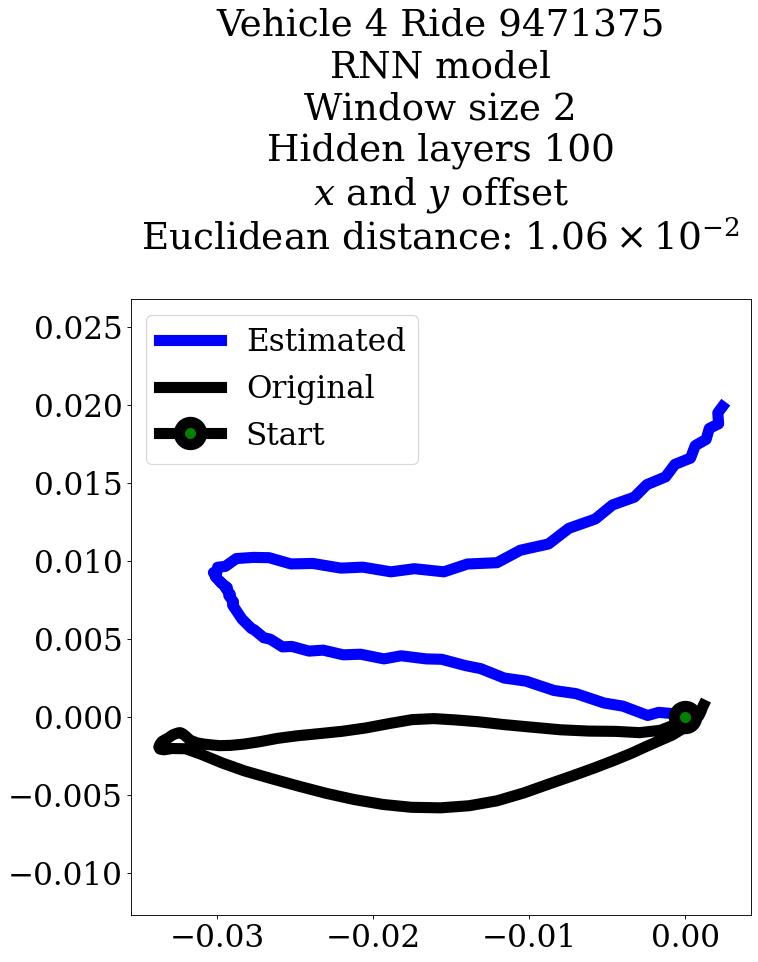 Vehicle 4 Ride 9471375
RNN model
Window size 2
Hidden layers 100
x and y offset
Euclidean distance: 1.06 × 10⁻²
Estimated
Original
Start
0.025
0.020
0.015
0.010
0.005
0.000
−0.005
−0.010
−0.03 −0.02 −0.01 0.00